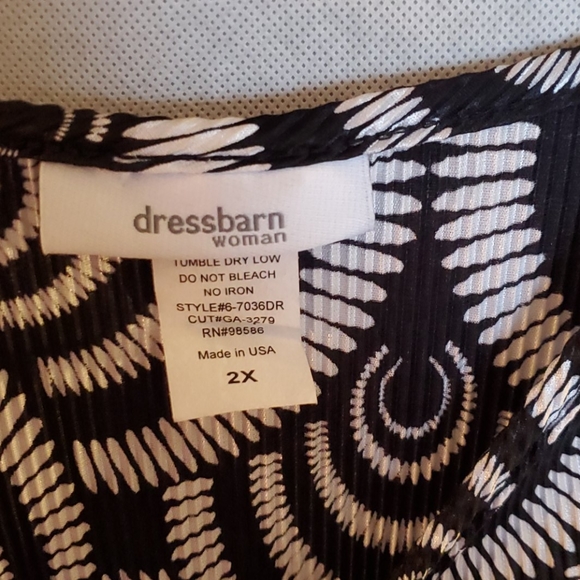 dressbarn
woman
TUMBLE DRY LOW
DO NOT BLEACH
NO IRON
STYLE#6-7036DR
CUT#GA-3279
RN#98586
Made in USA
2X